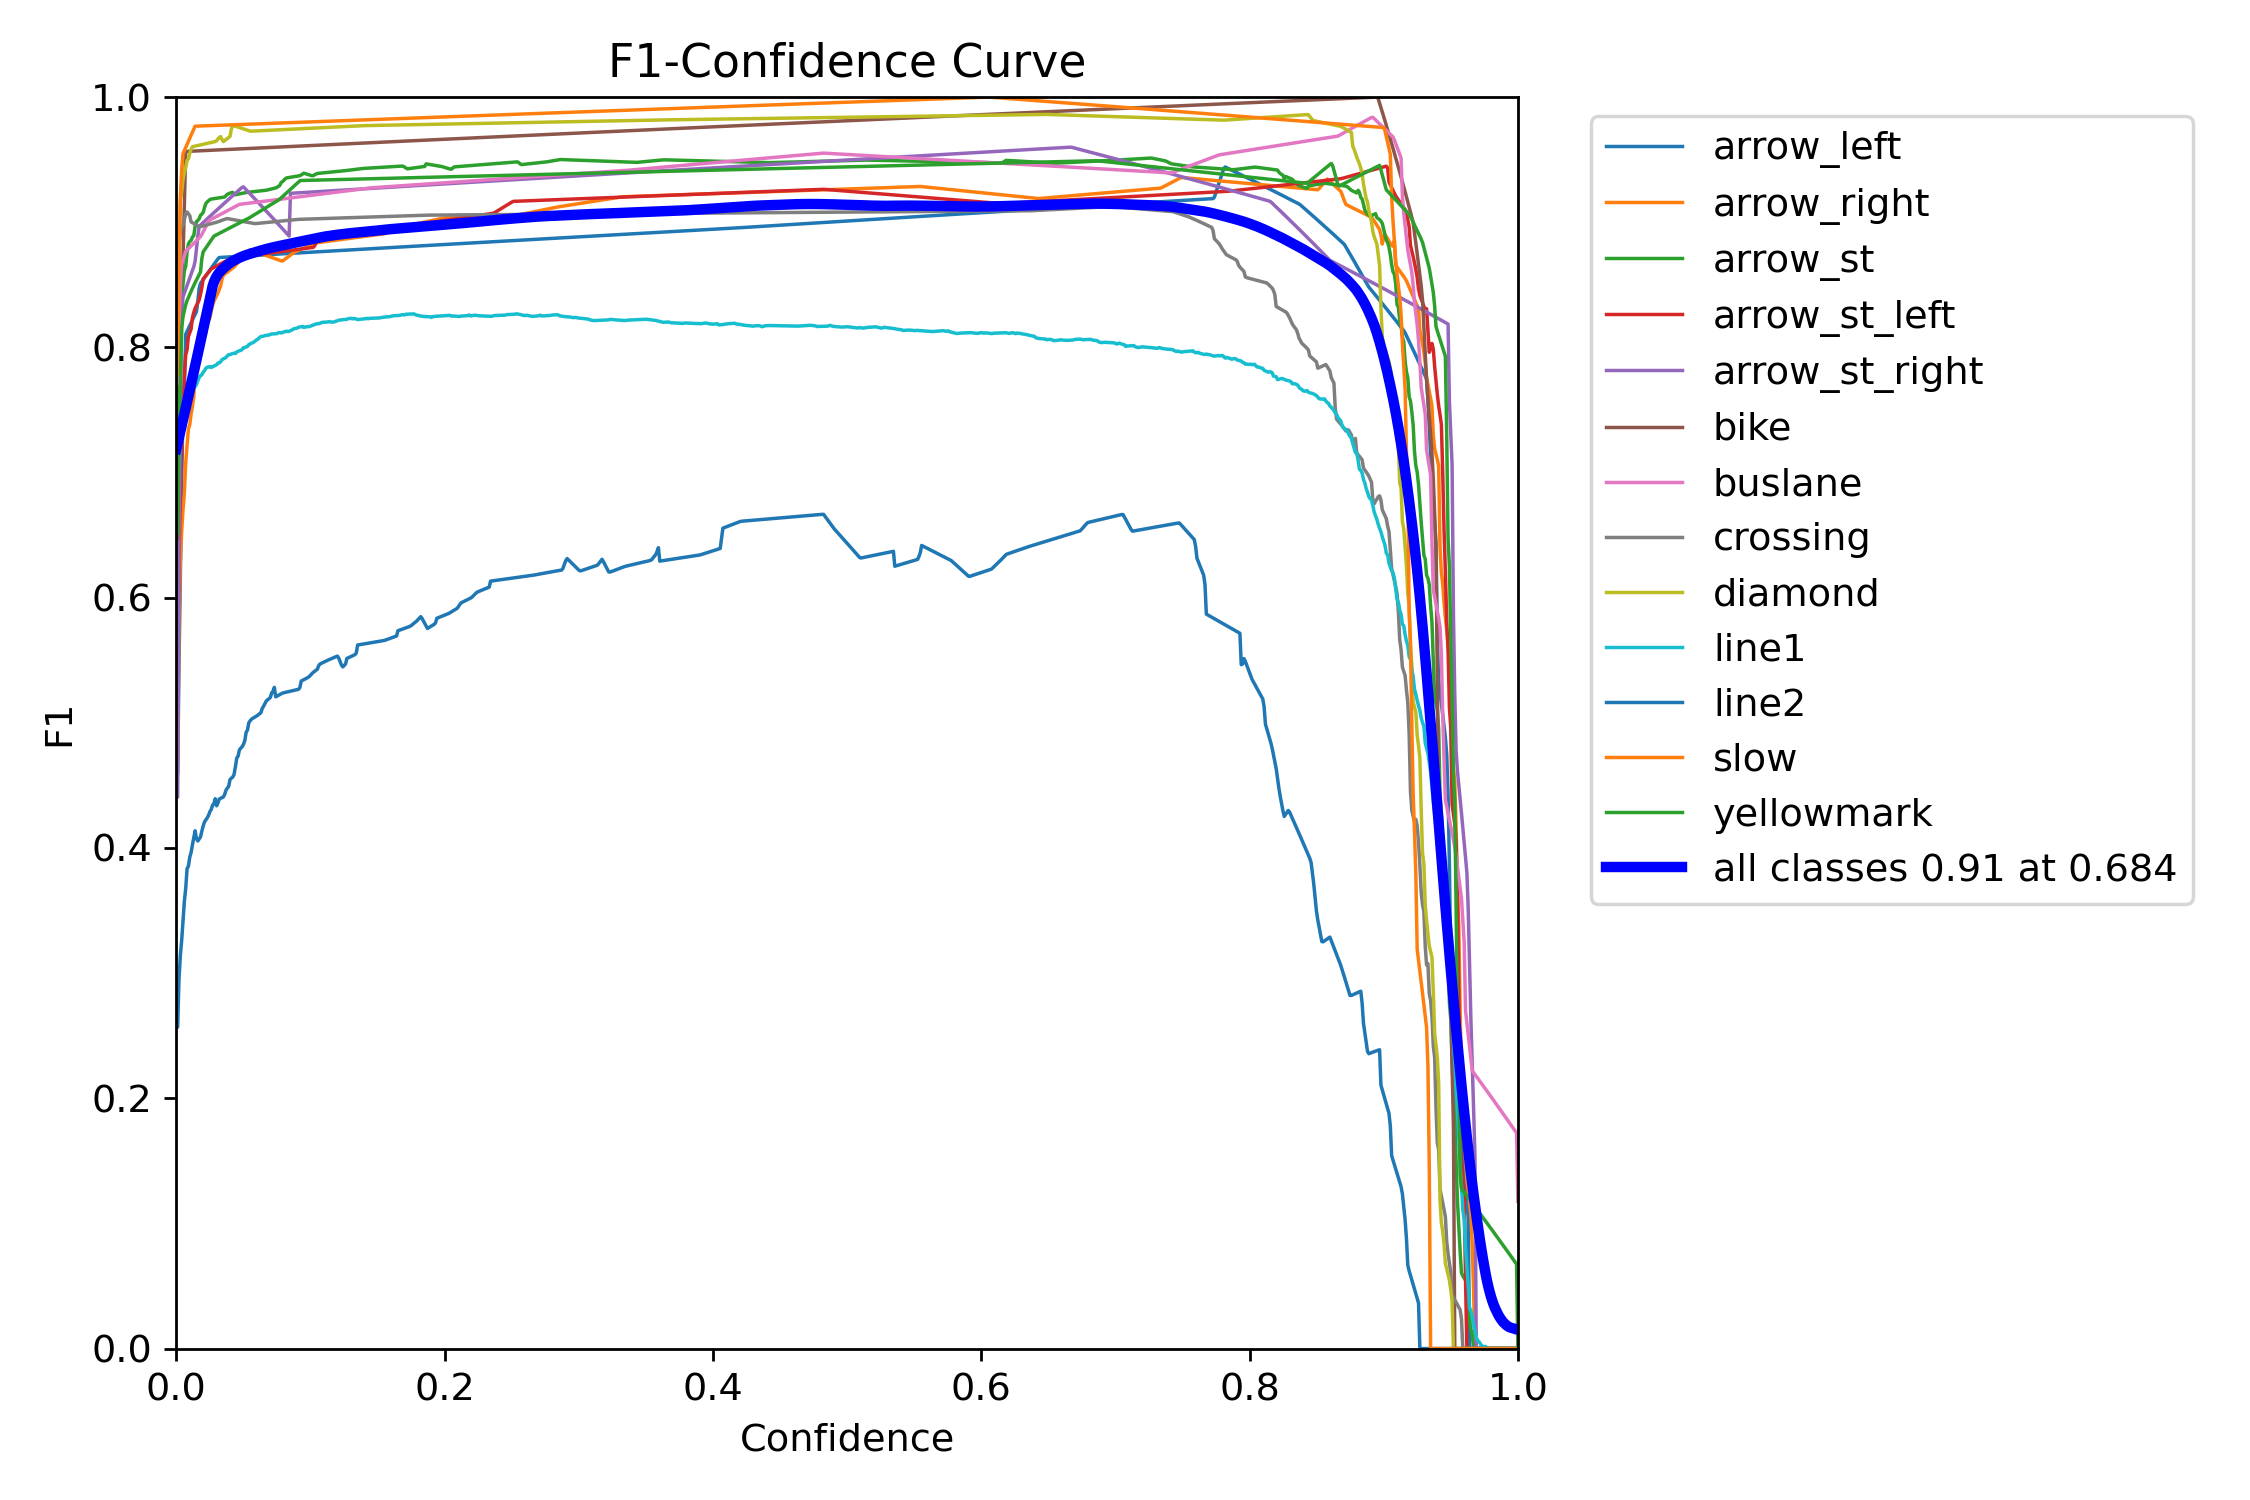 F1-Confidence Curve
1.0
0.8
0.6
0.4
0.2
0.0
F1
0.0 0.2 0.4 0.6 0.8 1.0
Confidence
arrow_left
arrow_right
arrow_st
arrow_st_left
arrow_st_right
bike
buslane
crossing
diamond
line1
line2
slow
yellowmark
all classes 0.91 at 0.684